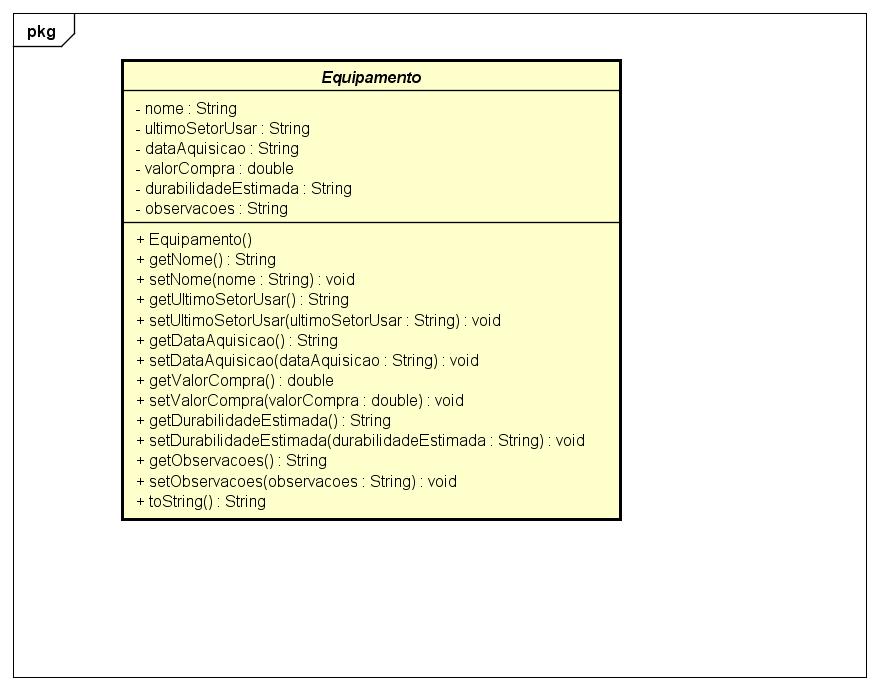 pkg
Equipamento
- nome : String
- ultimoSetorUsar : String
- dataAquisicao : String
- valorCompra : double
- durabilidadeEstimada : String
- observacoes : String
+ Equipamento()
+ getNome() : String
+ setNome(nome : String) : void
+ getUltimoSetorUsar() : String
+ setUltimoSetorUsar(ultimoSetorUsar : String) : void
+ getDataAquisicao() : String
+ setDataAquisicao(dataAquisicao : String) : void
+ getValorCompra() : double
+ setValorCompra(valorCompra : double) : void
+ getDurabilidadeEstimada() : String
+ setDurabilidadeEstimada(durabilidadeEstimada : String) : void
+ getObservacoes() : String
+ setObservacoes(observacoes : String) : void
+ toString() : String